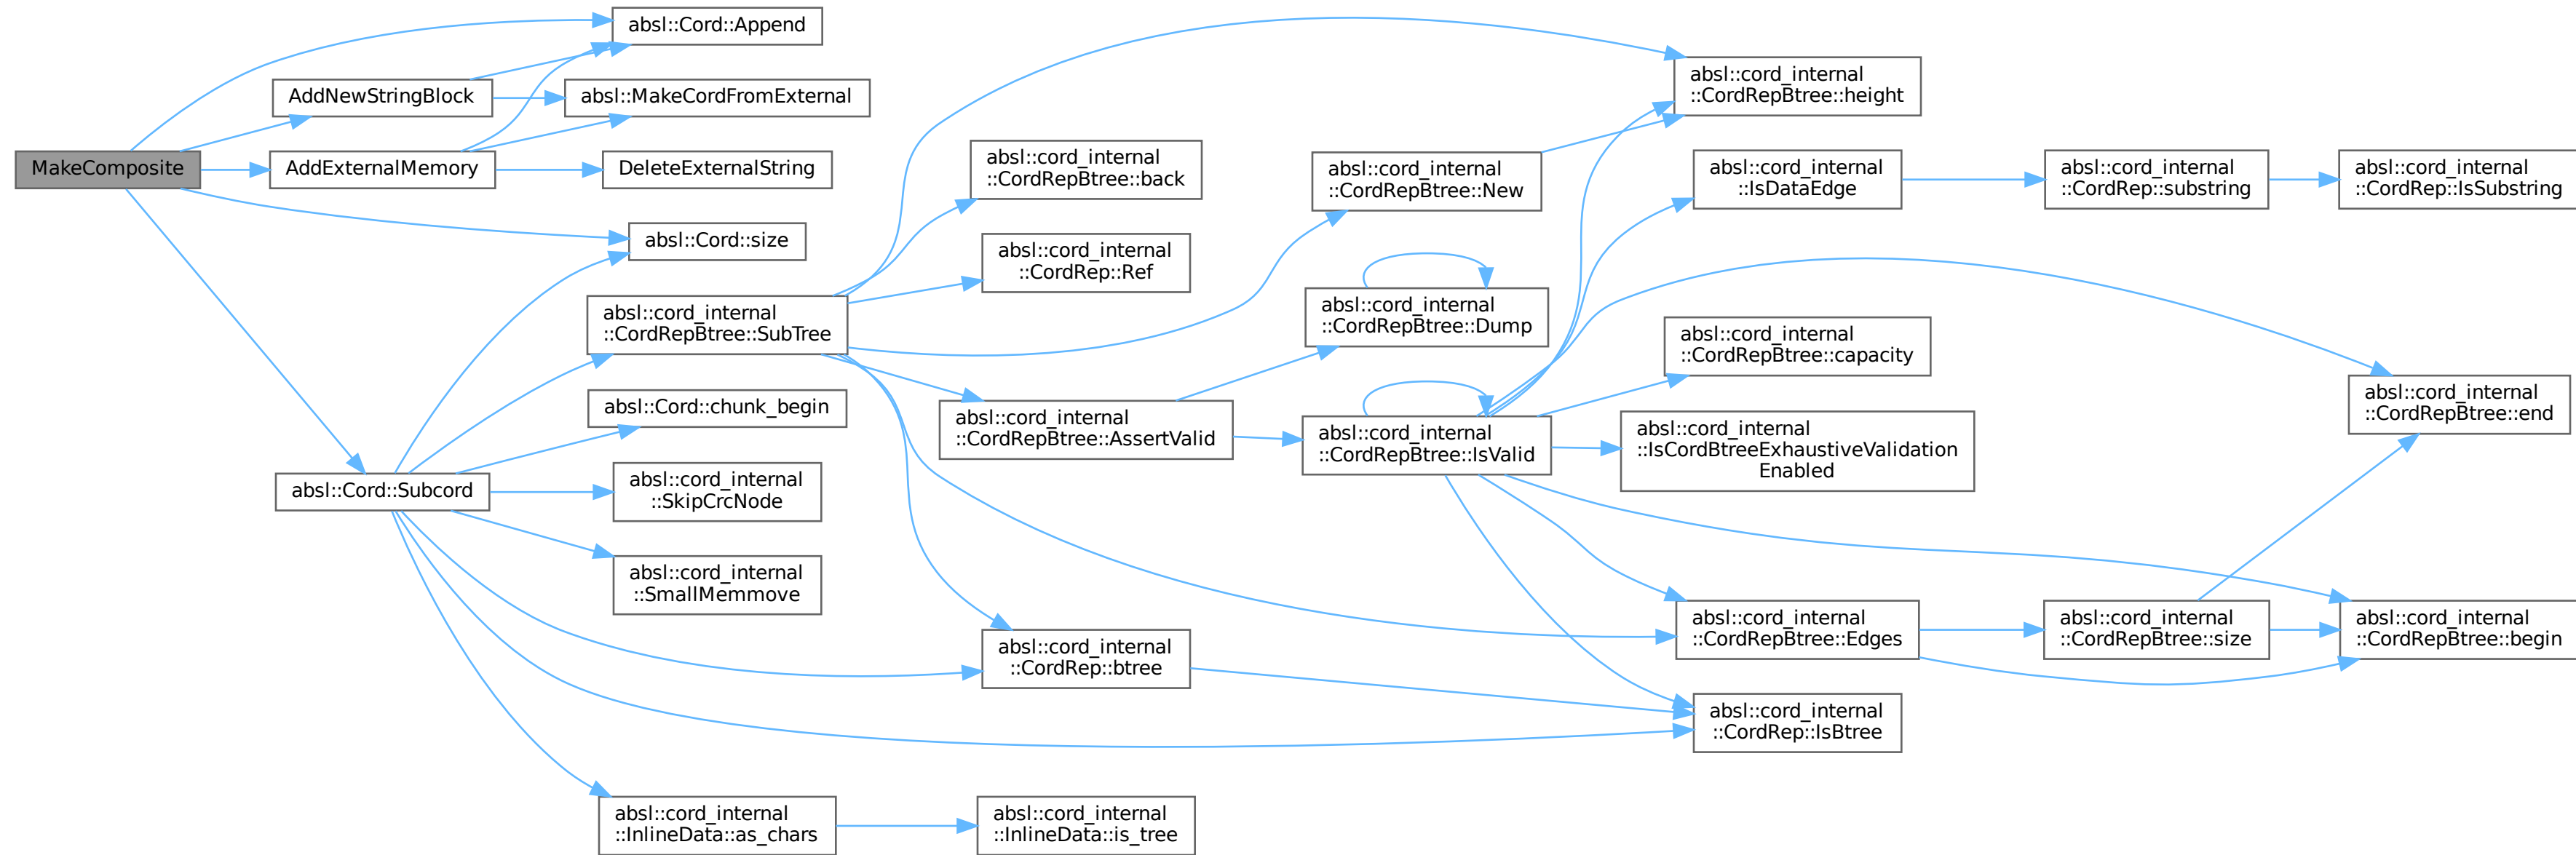 MakeComposite
absl::Cord::Append
AddNewStringBlock
absl::MakeCordFromExternal
AddExternalMemory
DeleteExternalString
absl::Cord::size
absl::Cord::Subcord
absl::cord_internal
::CordRepBtree::SubTree
absl::Cord::chunk_begin
absl::cord_internal
::SkipCrcNode
absl::cord_internal
::SmallMemmove
absl::cord_internal
::InlineData::as_chars
absl::cord_internal
::CordRepBtree::back
absl::cord_internal
::CordRep::Ref
absl::cord_internal
::CordRepBtree::AssertValid
absl::cord_internal
::CordRep::btree
absl::cord_internal
::InlineData::is_tree
absl::cord_internal
::CordRepBtree::New
absl::cord_internal
::CordRepBtree::Dump
absl::cord_internal
::CordRepBtree::IsValid
absl::cord_internal
::CordRepBtree::height
absl::cord_internal
::IsDataEdge
absl::cord_internal
::CordRepBtree::capacity
absl::cord_internal
::IsCordBtreeExhaustiveValidation
Enabled
absl::cord_internal
::CordRepBtree::Edges
absl::cord_internal
::CordRep::IsBtree
absl::cord_internal
::CordRep::substring
absl::cord_internal
::CordRepBtree::size
absl::cord_internal
::CordRep::IsSubstring
absl::cord_internal
::CordRepBtree::end
absl::cord_internal
::CordRepBtree::begin